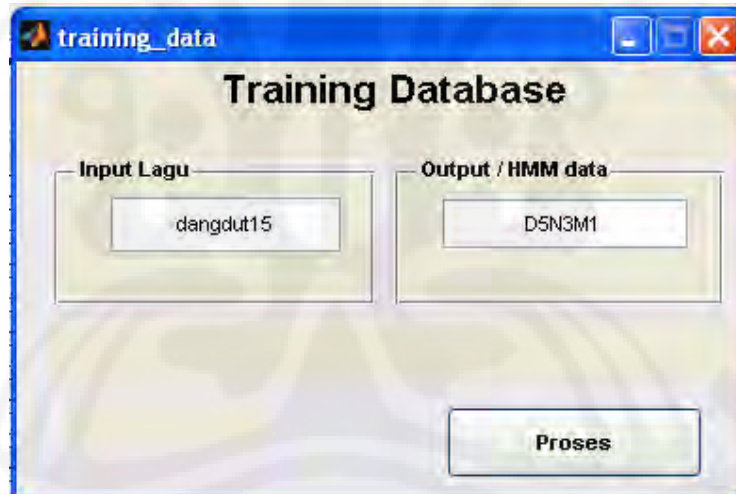 training_data
Training Database
Input Lagu
Output / HMM data
dangdut15
D5N3M1
Proses